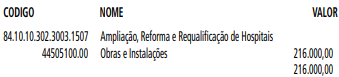 CODIGO NOME VALOR
84.10.10.302.3003.1507 Ampliação, Reforma e Requalificação de Hospitais
44505100.00 Obras e Instalações 216.000,00
216.000,00